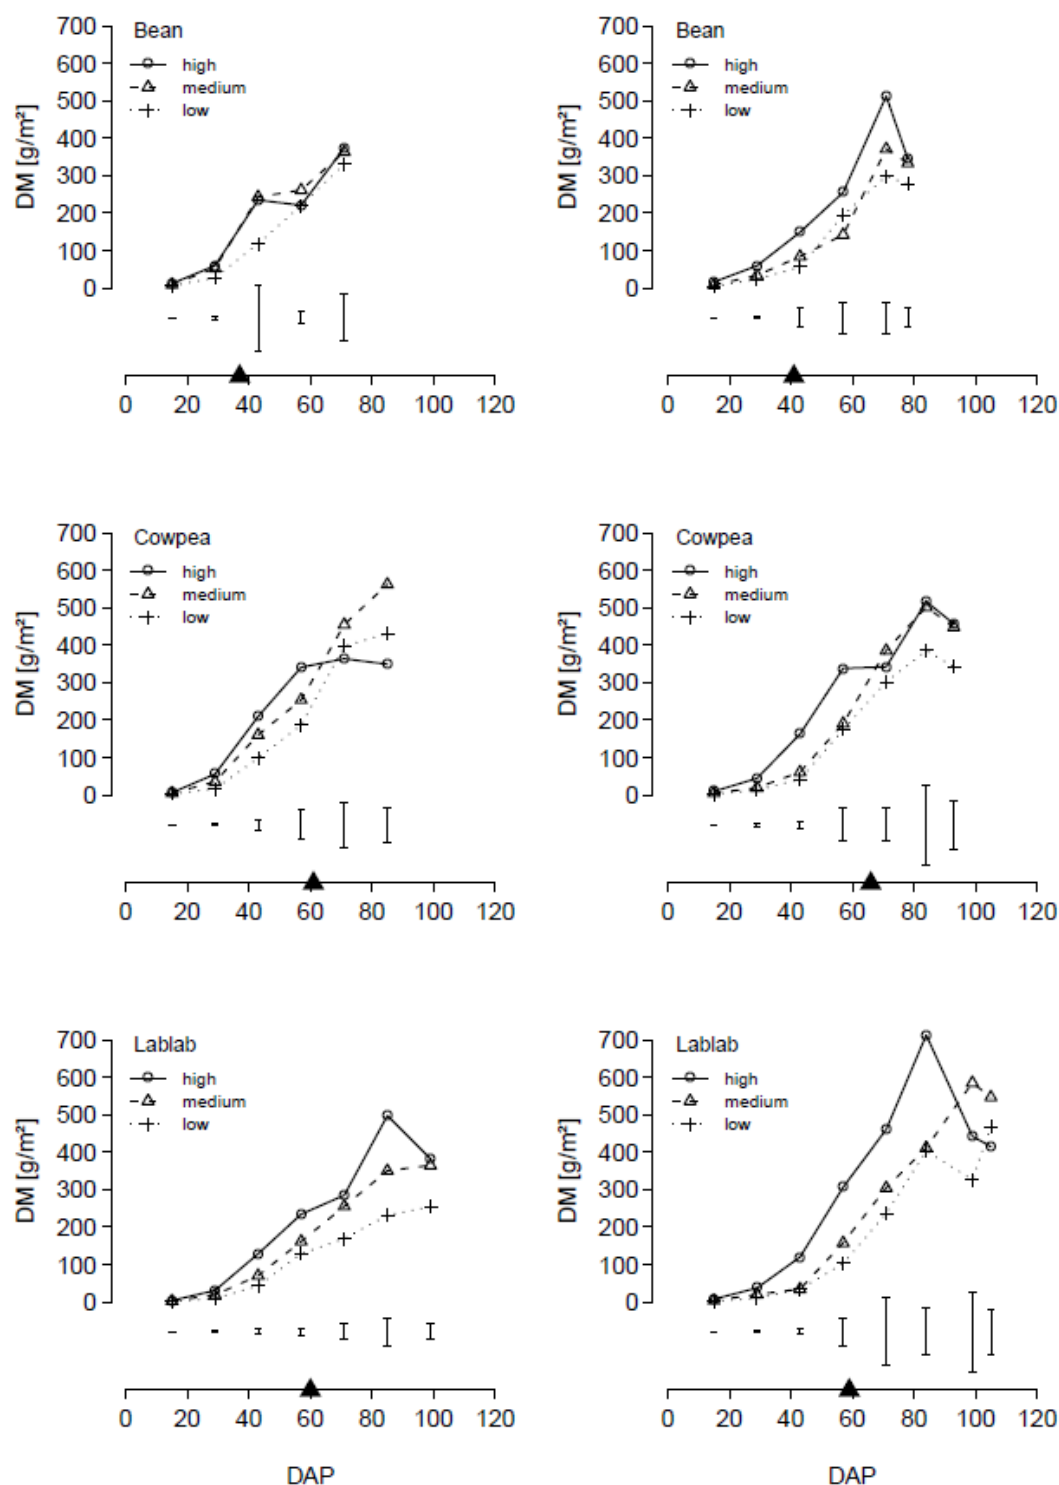 700 Bean 700 Bean
600 high 600 high
500 medium 500 medium
400 low 400 low
300 300
200 200
100 100
0 0
DM [g/m²] DM [g/m²]
0 20 40 60 80 100 120 0 20 40 60 80 100 120
700 Cowpea 700 Cowpea
600 high 600 high
500 medium 500 medium
400 low 400 low
300 300
200 200
100 100
0 0
DM [g/m²] DM [g/m²]
0 20 40 60 80 100 120 0 20 40 60 80 100 120
700 Lablab 700 Lablab
600 high 600 high
500 medium 500 medium
400 low 400 low
300 300
200 200
100 100
0 0
DM [g/m²] DM [g/m²]
0 20 40 60 80 100 120 0 20 40 60 80 100 120
DAP DAP